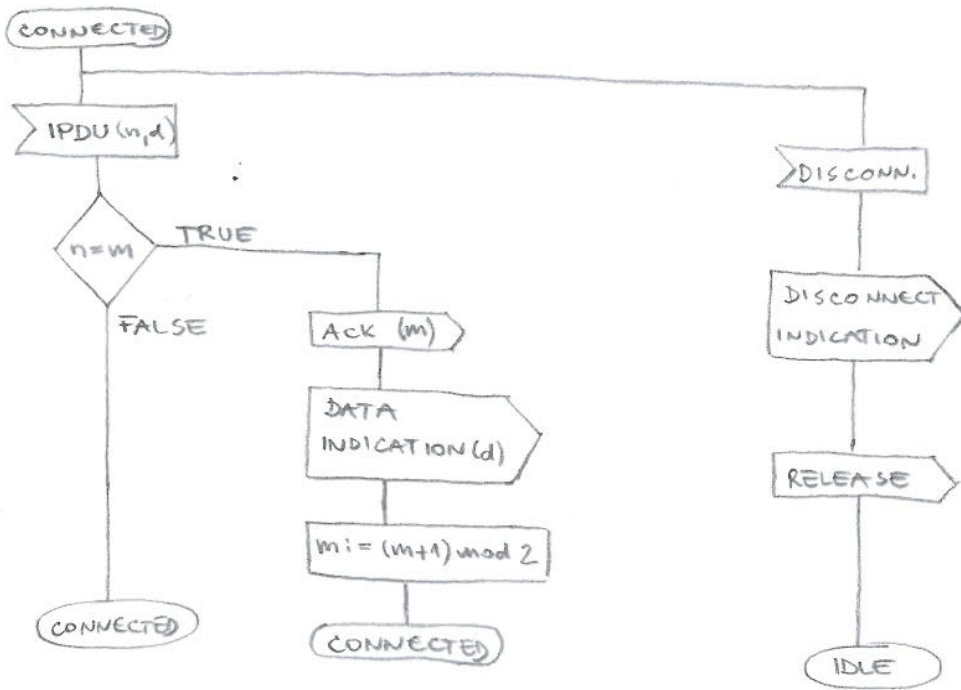 CONNECTED
IPDU(n,d)
DISCONN.
n=m
TRUE
FALSE
ACK (m)
DISCONNECT
INDICATION
DATA
INDICATION(d)
RELEASE
m:=(m+1)mod 2
CONNECTED
CONNECTED
IDLE